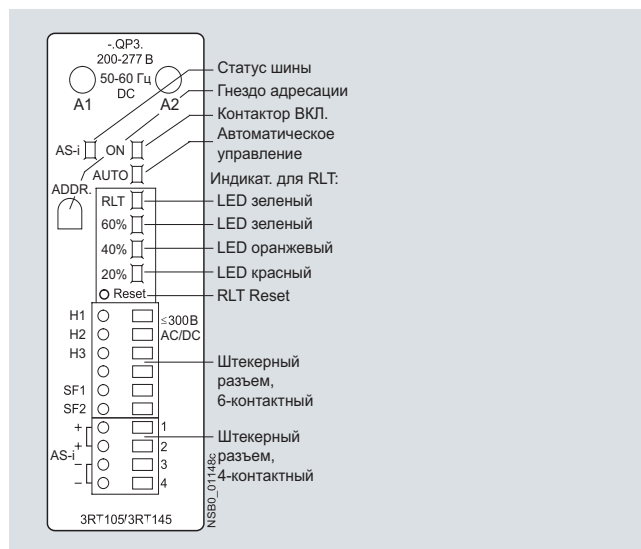 -.QP3.
200-277 В
50-60 Гц
DC
A1
A2
Статус шины
Гнездо адресации
Контактор ВКЛ.
Автоматическое
управление
Индикат. для RLT:
LED зеленый
LED зеленый
LED оранжевый
LED красный
RLT Reset
AS-i
ON
AUTO
ADDR.
RLT
60%
40%
20%
Reset
H1
≤300В
H2
AC/DC
H3
SF1
SF2
Штекерный
разъем,
6-контактный
+
1
+
2
AS-i
–
3
–
4
Штекерный
разъем,
4-контактный
3RT105/3RT145
NSB0_01148c